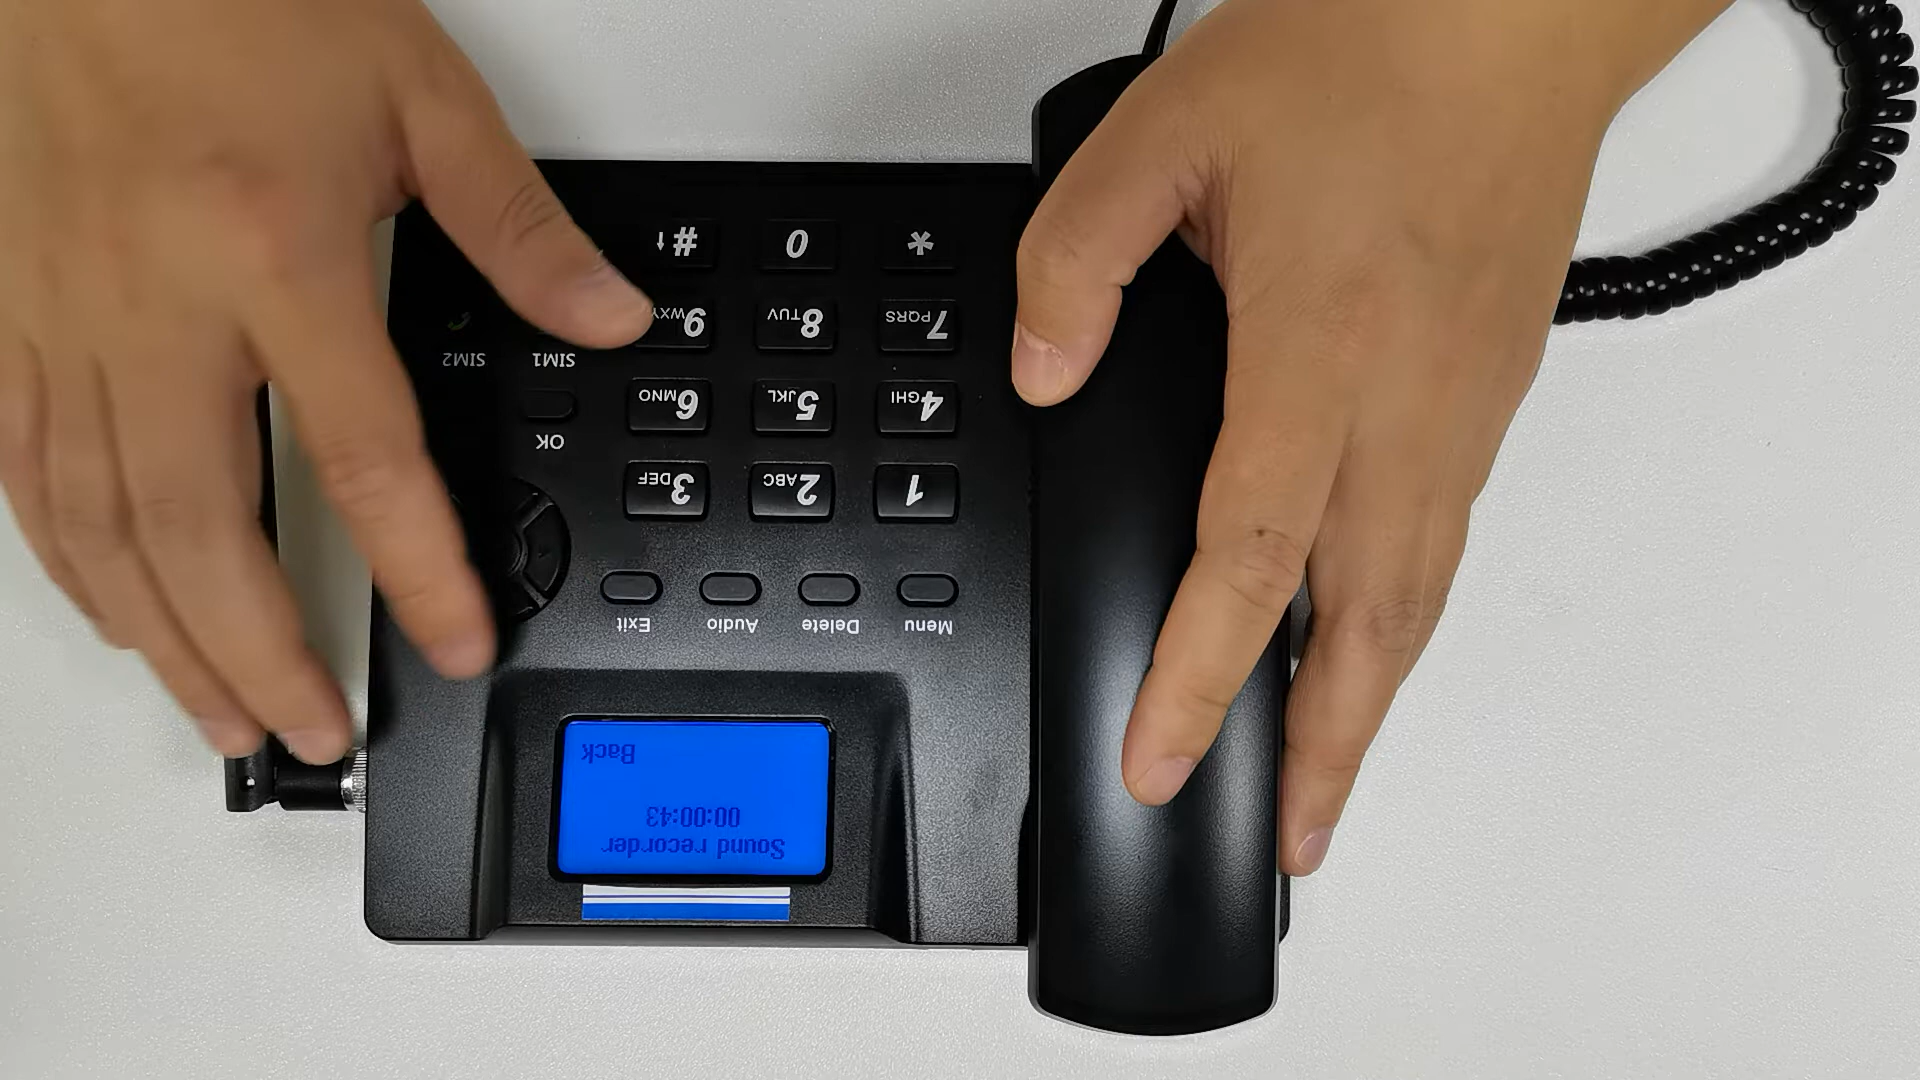 Sound recorder
00:00:43
Back
Menu Delete Audio Exit
1 2ABC 3DEF
OK
4GHI 5JKL 6MNO
SIM1 SIM2
7PQRS 8TUV 9WXY
* 0 #